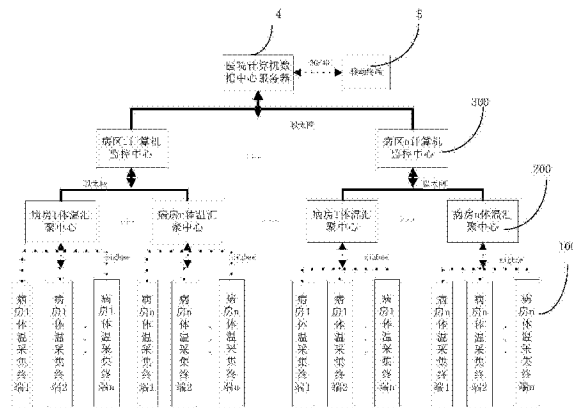 4
5
医院计算机数
据中心服务器
3G/4G
移动终端
以太网
300
病区1计算机
监控中心
病区n计算机
监控中心
以太网
以太网
200
病房1体温汇
聚中心
病房n体温汇
聚中心
病房1体温汇
聚中心
病房n体温汇
聚中心
zigbee
zigbee
zigbee
zigbee
100
病房1体温采集终端1
病房1体温采集终端2
病房1体温采集终端n
病房n体温采集终端1
病房n体温采集终端2
病房n体温采集终端n
病房1体温采集终端1
病房1体温采集终端2
病房1体温采集终端n
病房n体温采集终端1
病房n体温采集终端2
病房n体温采集终端n